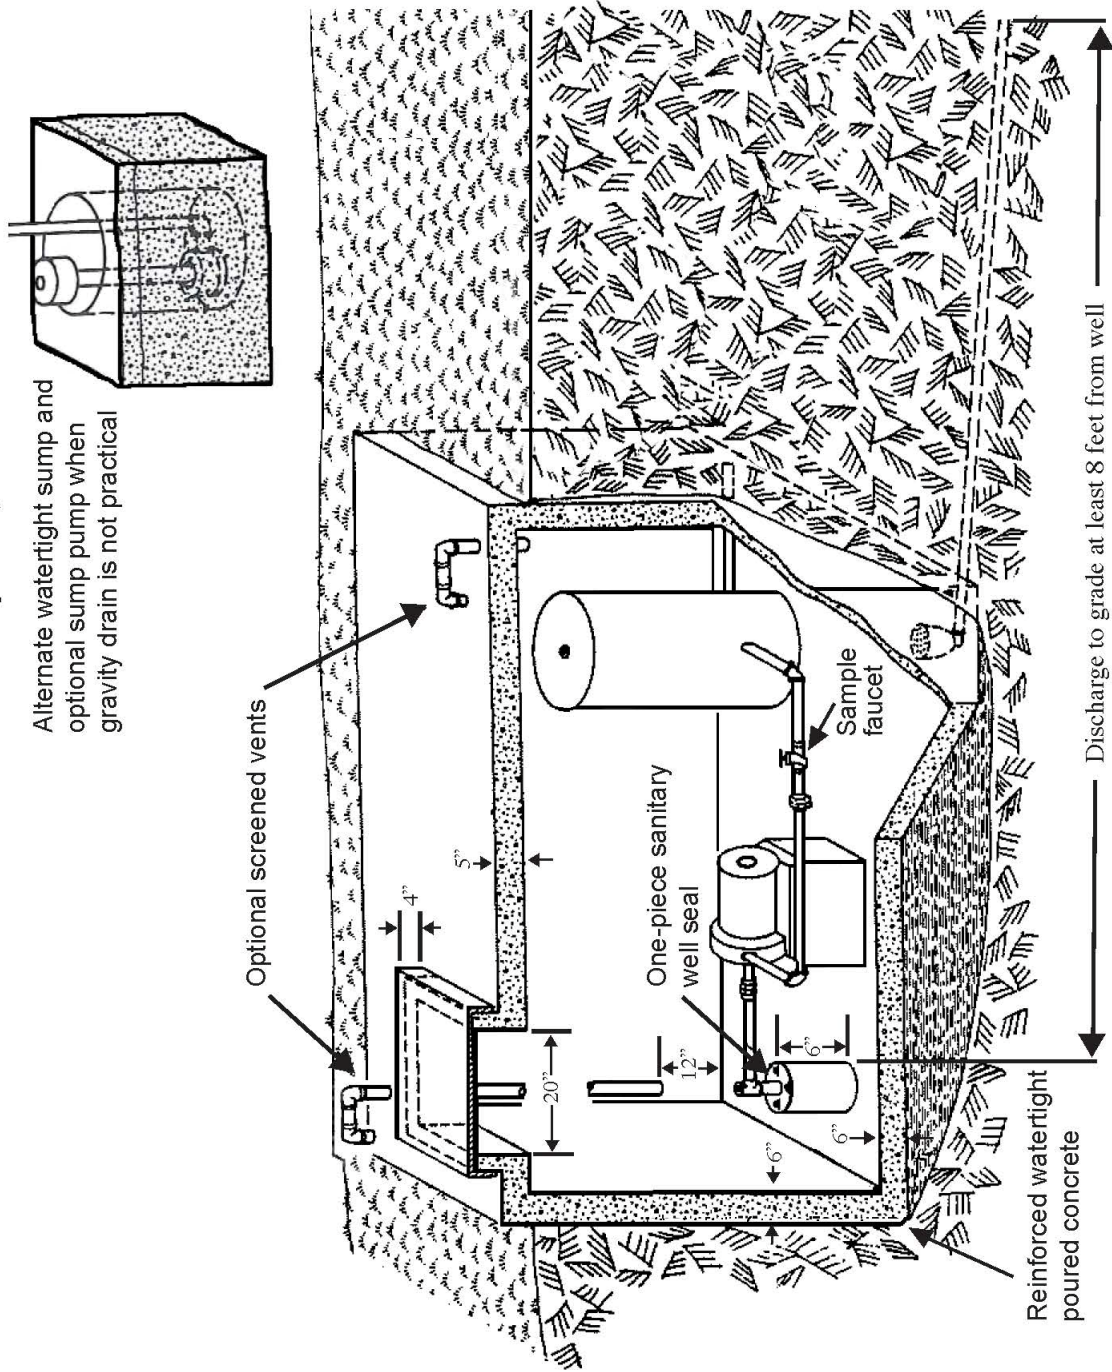 Alternate watertight sump and
optional sump pump when
gravity drain is not practical
Optional screened vents
4”
5”
20”
12”
One-piece sanitary
well seal
Sample
faucet
6”
6”
6”
Reinforced watertight
poured concrete
Discharge to grade at least 8 feet from well